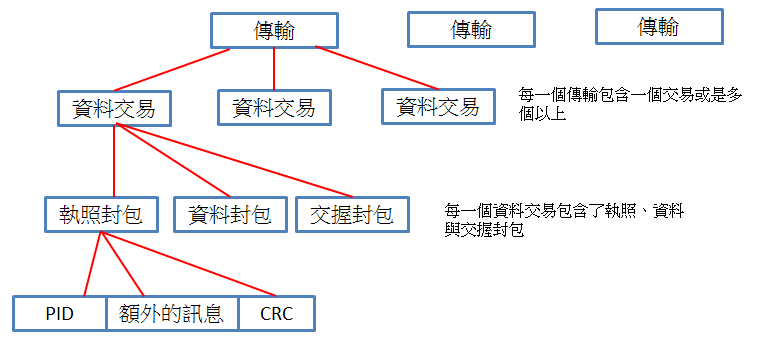 傳輸
傳輸
傳輸
資料交易
資料交易
資料交易
每一個傳輸包含一個交易或是多
個以上
執照封包
資料封包
交握封包
每一個資料交易包含了執照、資料
與交握封包
PID
額外的訊息
CRC